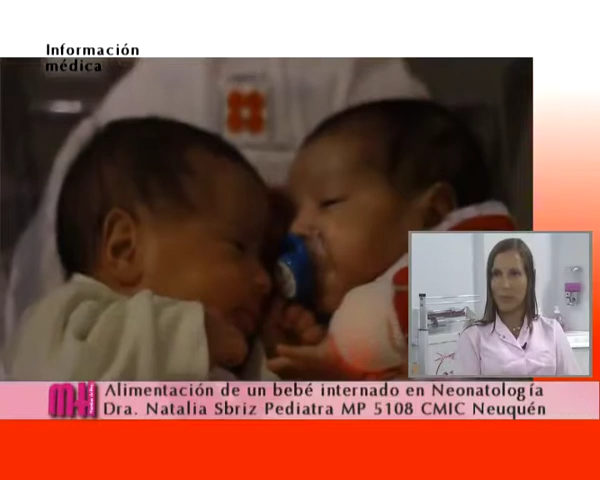 Información
médica
M+H
Alimentación de un bebé internado en Neonatología
Dra. Natalia Sbriz Pediatra MP 5108 CMIC Neuquén